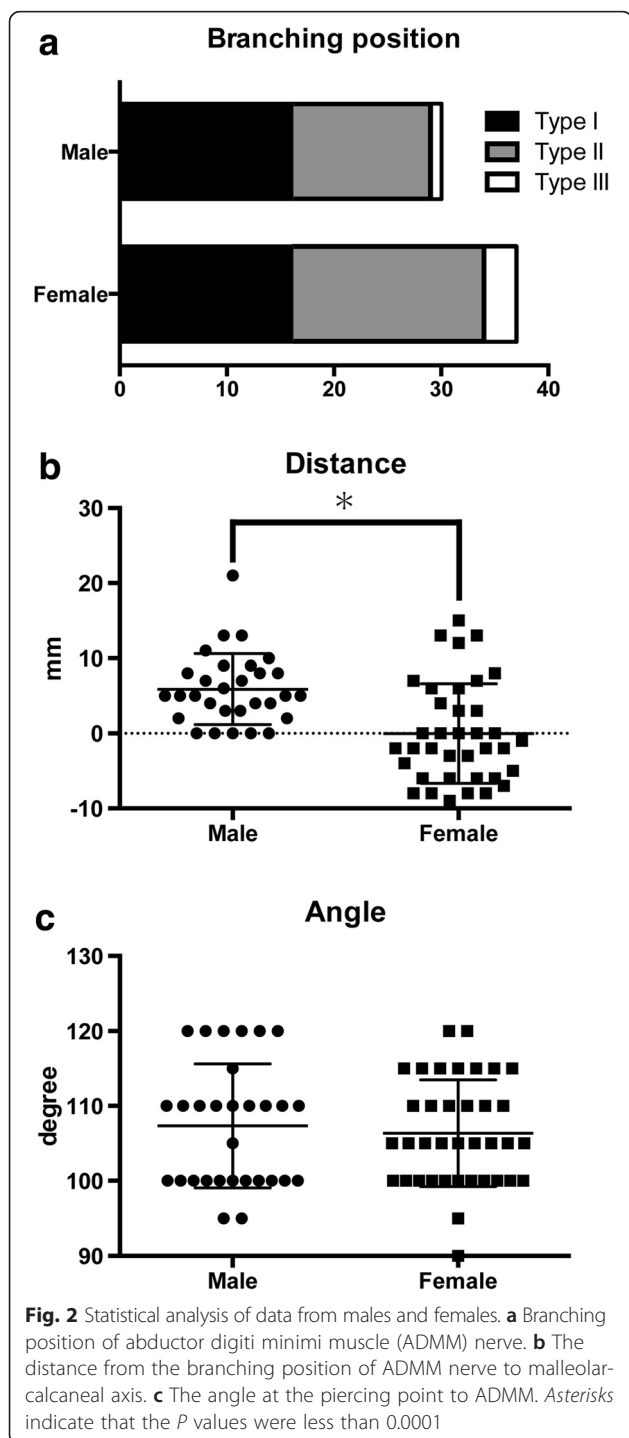 a
Branching position
Male
Female
Type I
Type II
Type III
0 10 20 30 40
b
Distance
*
30
20
10
0
-10
mm
Male Female
c
Angle
130
120
110
100
90
degree
Male Female
Fig. 2 Statistical analysis of data from males and females. a Branching
position of abductor digiti minimi muscle (ADMM) nerve. b The
distance from the branching position of ADMM nerve to malleolar-
calcaneal axis. c The angle at the piercing point to ADMM. Asterisks
indicate that the P values were less than 0.0001